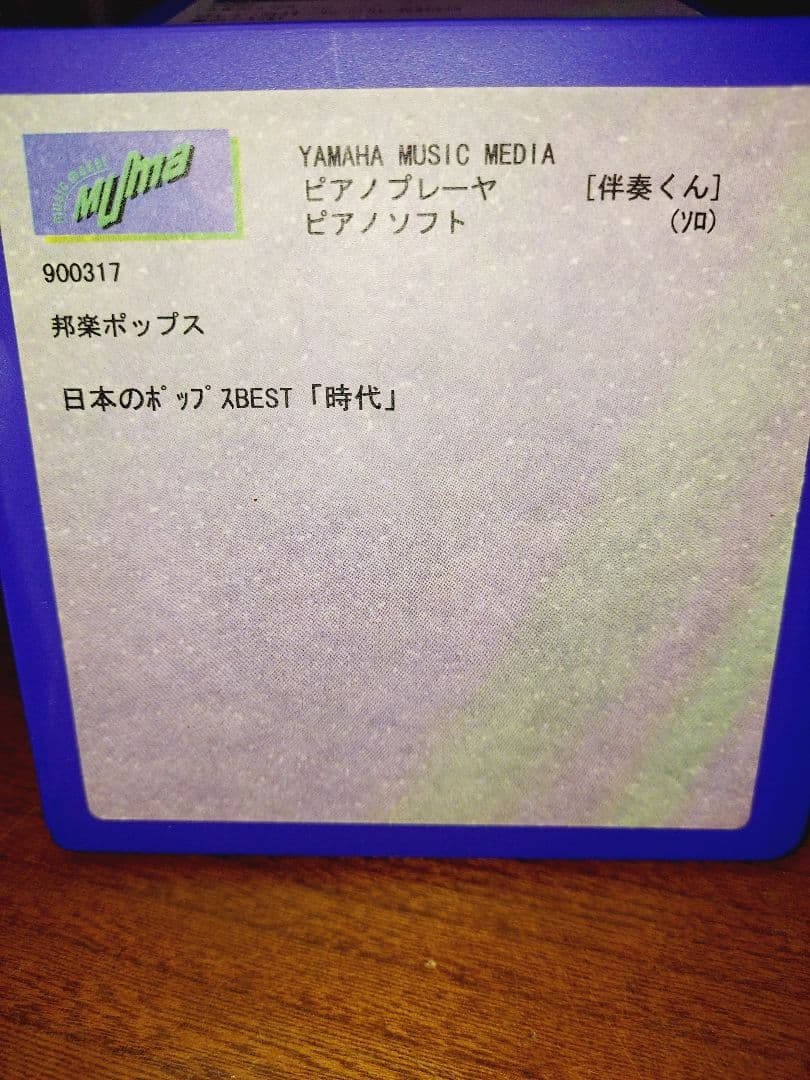 music maker
Muma
YAMAHA MUSIC MEDIA
ピアノプレーヤ [伴奏くん]
ピアノソフト (ｿﾛ)
900317
邦楽ポップス
日本のﾎﾟｯﾌﾟｽBEST「時代」